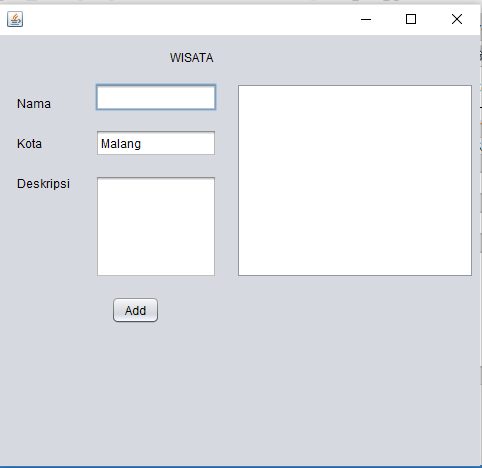 WISATA
Nama
Kota
Malang
Deskripsi
Add